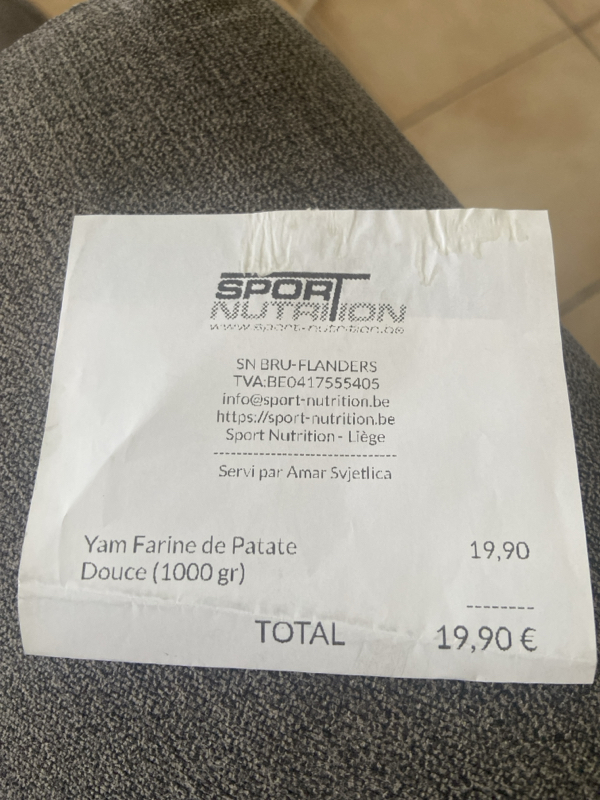 SPORT
NUTRITION
www.sport-nutrition.be
SN BRU-FLANDERS
TVA:BE0417555405
info@sport-nutrition.be
https://sport-nutrition.be
Sport Nutrition - Liège
--------------------------------
Servi par Amar Svjetlica
Yam Farine de Patate 19,90
Douce (1000 gr)
--------
TOTAL 19,90 €